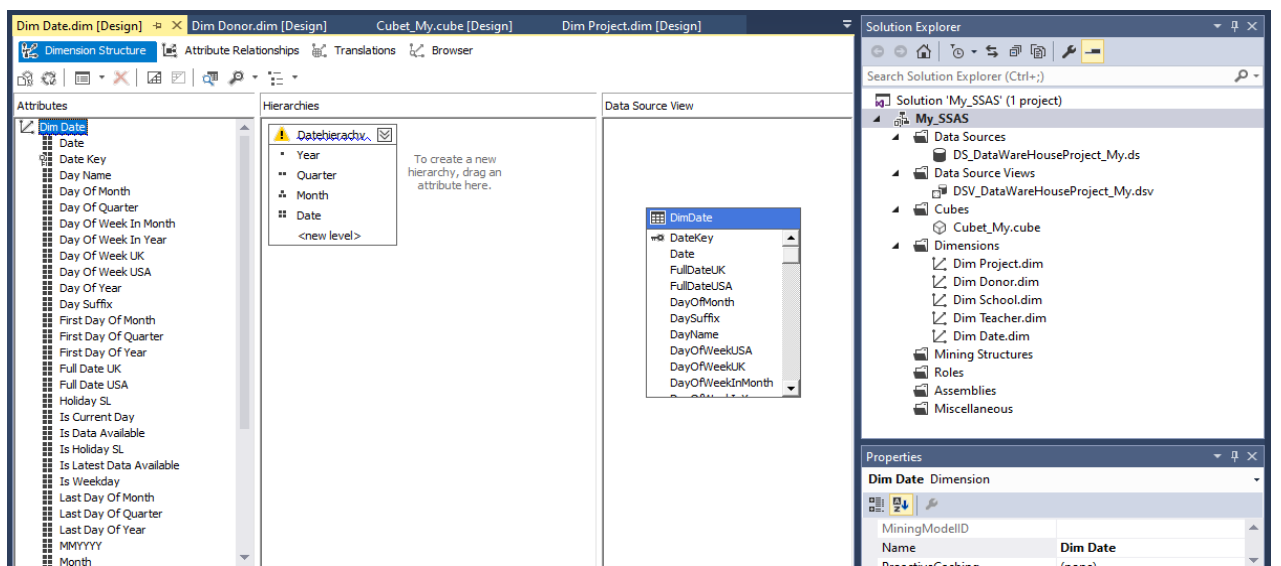 Dim Date.dim [Design]
Dim Donor.dim [Design]
Cubet_My.cube [Design]
Dim Project.dim [Design]
Dimension Structure
Attribute Relationships
Translations
Browser
Attributes
Dim Date
Date
Date Key
Day Name
Day Of Month
Day Of Quarter
Day Of Week In Month
Day Of Week In Year
Day Of Week UK
Day Of Week USA
Day Of Year
Day Suffix
First Day Of Month
First Day Of Quarter
First Day Of Year
Full Date UK
Full Date USA
Holiday SL
Is Current Day
Is Data Available
Is Holiday SL
Is Latest Data Available
Is Weekday
Last Day Of Month
Last Day Of Quarter
Last Day Of Year
MMYYYY
Month
Hierarchies
Datehierachy
Year
Quarter
Month
Date
<new level>
To create a new
hierarchy, drag an
attribute here.
Data Source View
DimDate
DateKey
Date
FullDateUK
FullDateUSA
DayOfMonth
DaySuffix
DayName
DayOfWeekUSA
DayOfWeekUK
DayOfWeekInMonth
Solution Explorer
Search Solution Explorer (Ctrl+;)
Solution 'My_SSAS' (1 project)
My_SSAS
Data Sources
DS_DataWareHouseProject_My.ds
Data Source Views
DSV_DataWareHouseProject_My.dsv
Cubes
Cubet_My.cube
Dimensions
Dim Project.dim
Dim Donor.dim
Dim School.dim
Dim Teacher.dim
Dim Date.dim
Mining Structures
Roles
Assemblies
Miscellaneous
Properties
Dim Date Dimension
MiningModelID
Name Dim Date